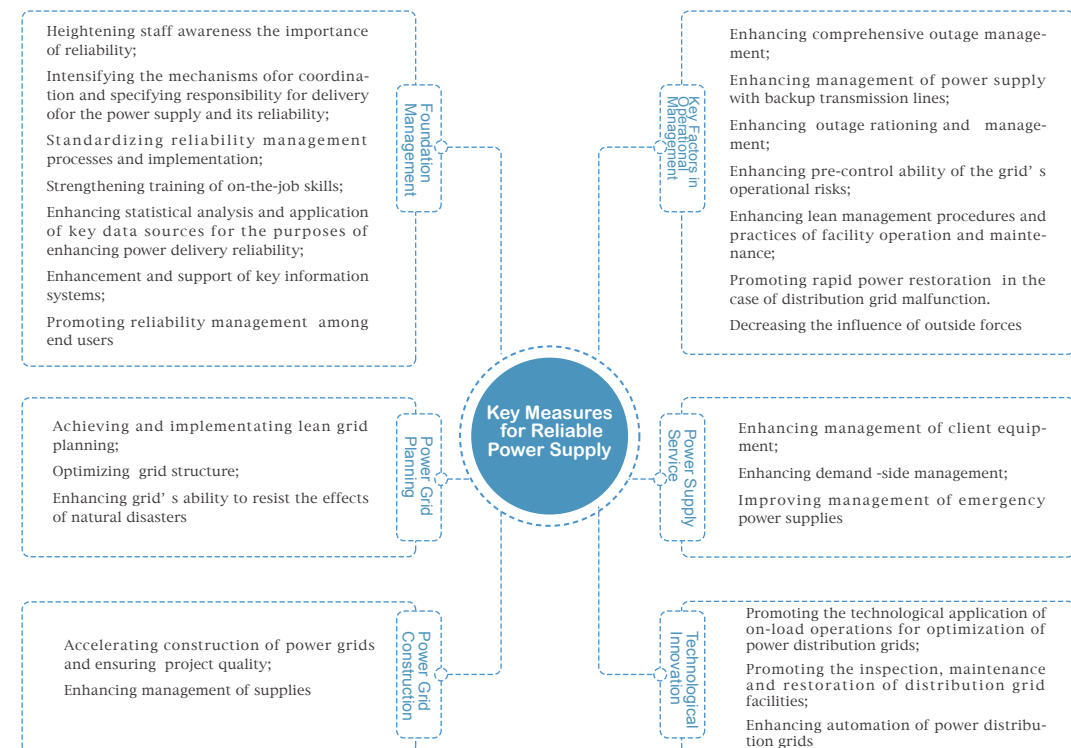 Heightening staff awareness the importance
of reliability;
Intensifying the mechanisms ofor coordina-
tion and specifying responsibility for delivery
ofor the power supply and its reliability;
Standardizing reliability management
processes and implementation;
Strengthening training of on-the-job skills;
Enhancing statistical analysis and application
of key data sources for the purposes of
enhancing power delivery reliability;
Enhancement and support of key information
systems;
Promoting reliability management among
end users
Foundation
Management
Key Factors in
Operational
Management
Enhancing comprehensive outage manage-
ment;
Enhancing management of power supply
with backup transmission lines;
Enhancing outage rationing and manage-
ment;
Enhancing pre-control ability of the grid' s
operational risks;
Enhancing lean management procedures and
practices of facility operation and mainte-
nance;
Promoting rapid power restoration in the
case of distribution grid malfunction.
Decreasing the influence of outside forces
Key Measures
for Reliable
Power Supply
Achieving and implementating lean grid
planning;
Optimizing grid structure;
Enhancing grid' s ability to resist the effects
of natural disasters
Power Grid
Planning
Power Supply
Service
Enhancing management of client equip-
ment;
Enhancing demand -side management;
Improving management of emergency
power supplies
Accelerating construction of power grids
and ensuring project quality;
Enhancing management of supplies
Power Grid
Construction
Technological
Innovation
Promoting the technological application of
on-load operations for optimization of
power distribution grids;
Promoting the inspection, maintenance
and restoration of distribution grid
facilities;
Enhancing automation of power distribu-
tion grids